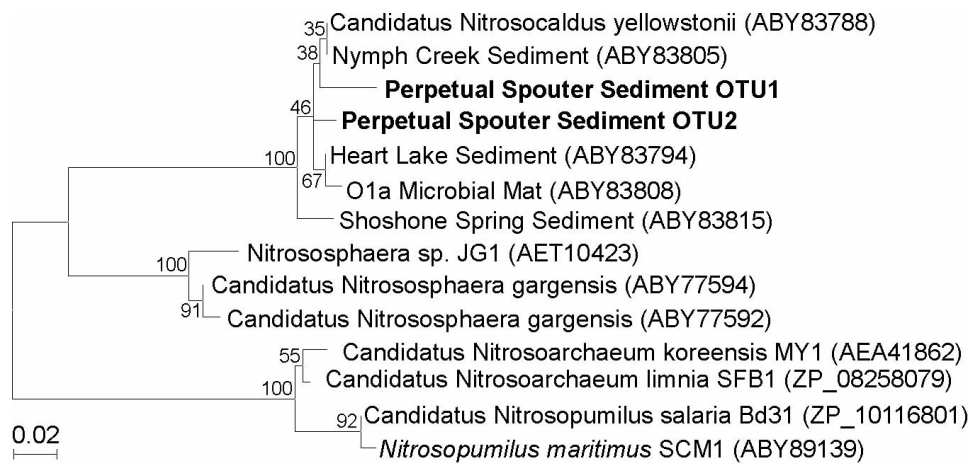 35
Candidatus Nitrosocaldus yellowstonii (ABY83788)
38
Nymph Creek Sediment (ABY83805)
Perpetual Spouter Sediment OTU1
46
Perpetual Spouter Sediment OTU2
100
Heart Lake Sediment (ABY83794)
67
O1a Microbial Mat (ABY83808)
Shoshone Spring Sediment (ABY83815)
Nitrososphaera sp. JG1 (AET10423)
100
Candidatus Nitrososphaera gargensis (ABY77594)
91
Candidatus Nitrososphaera gargensis (ABY77592)
55
Candidatus Nitrosoarchaeum koreensis MY1 (AEA41862)
Candidatus Nitrosoarchaeum limnia SFB1 (ZP_08258079)
100
92
Candidatus Nitrosopumilus salaria Bd31 (ZP_10116801)
Nitrosopumilus maritimus SCM1 (ABY89139)
0.02